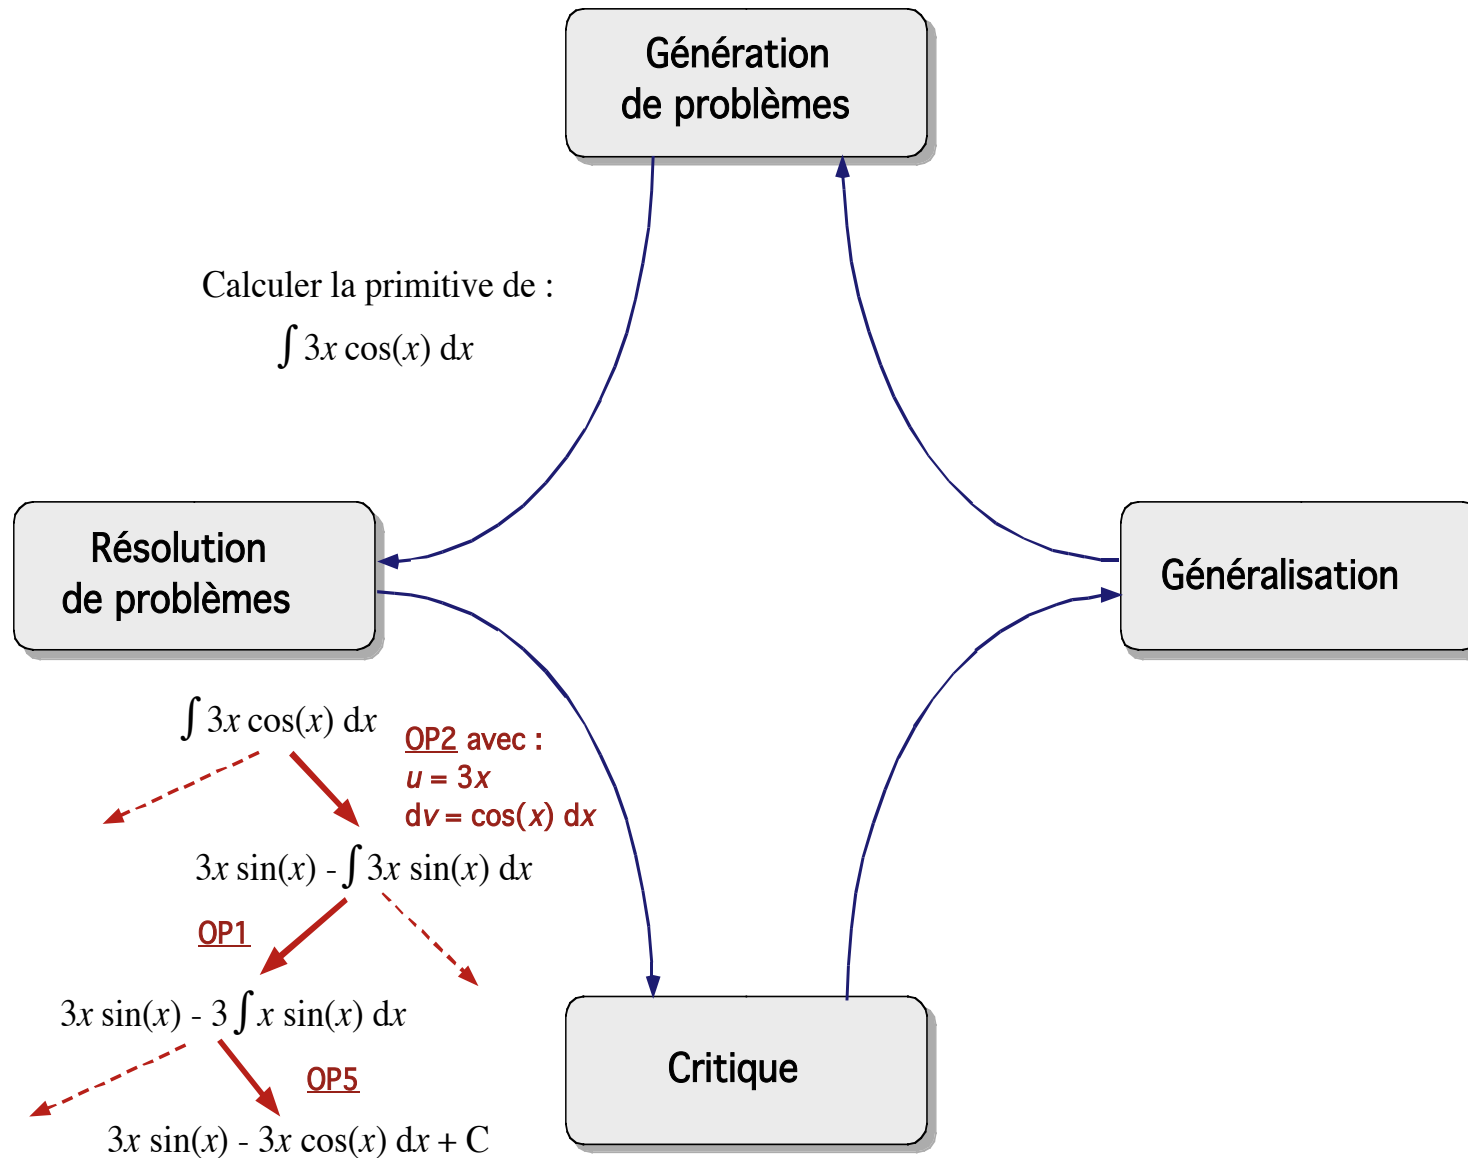 Génération
de problèmes
Calculer la primitive de :
∫ 3x cos(x) dx
Résolution
de problèmes
Généralisation
∫ 3x cos(x) dx
OP2 avec :
u = 3x
dv = cos(x) dx
3x sin(x) - ∫ 3x sin(x) dx
OP1
3x sin(x) - 3 ∫ x sin(x) dx
OP5
3x sin(x) - 3x cos(x) dx + C
Critique